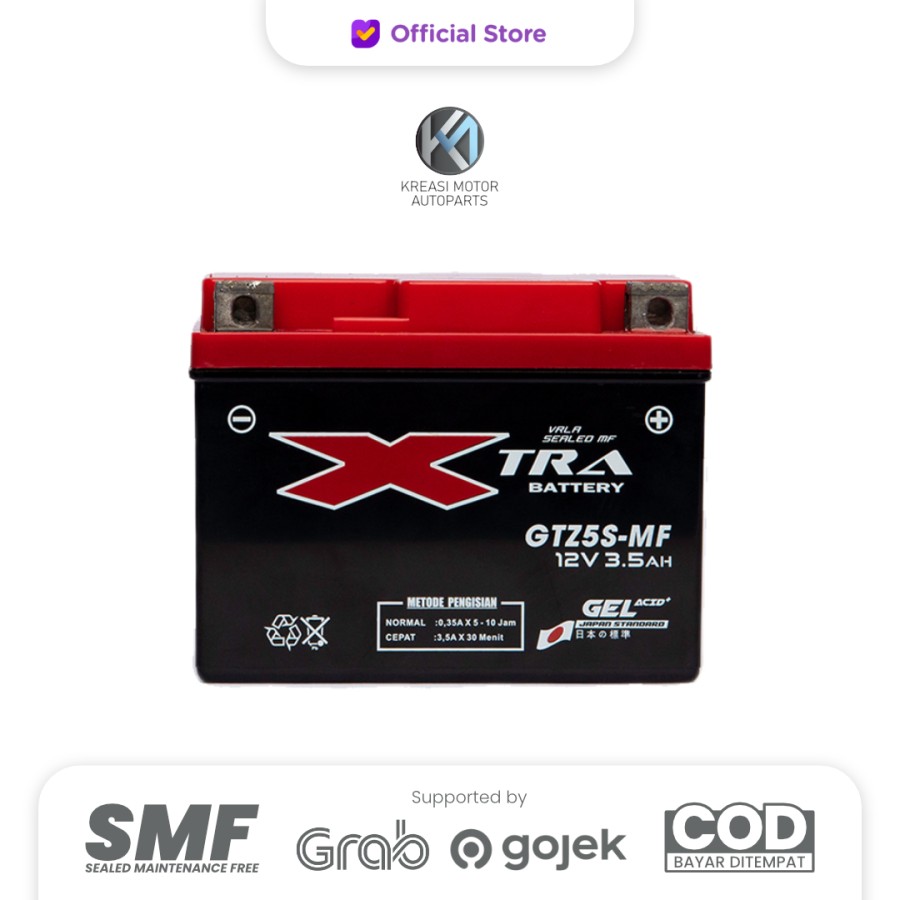 Official Store
KREASI MOTOR
AUTOPARTS
VRLA
SEALED MF
XTRA
BATTERY
GTZ5S-MF
12V 3.5AH
METODE PENGISIAN
NORMAL :0,35A X 5 - 10 Jam
CEPAT :3,5A X 30 Menit
GEL ACID+
JAPAN STANDARD
日本の標準
Pb
Supported by
SMF
SEALED MAINTENANCE FREE
Grab
gojek
COD
BAYAR DITEMPAT